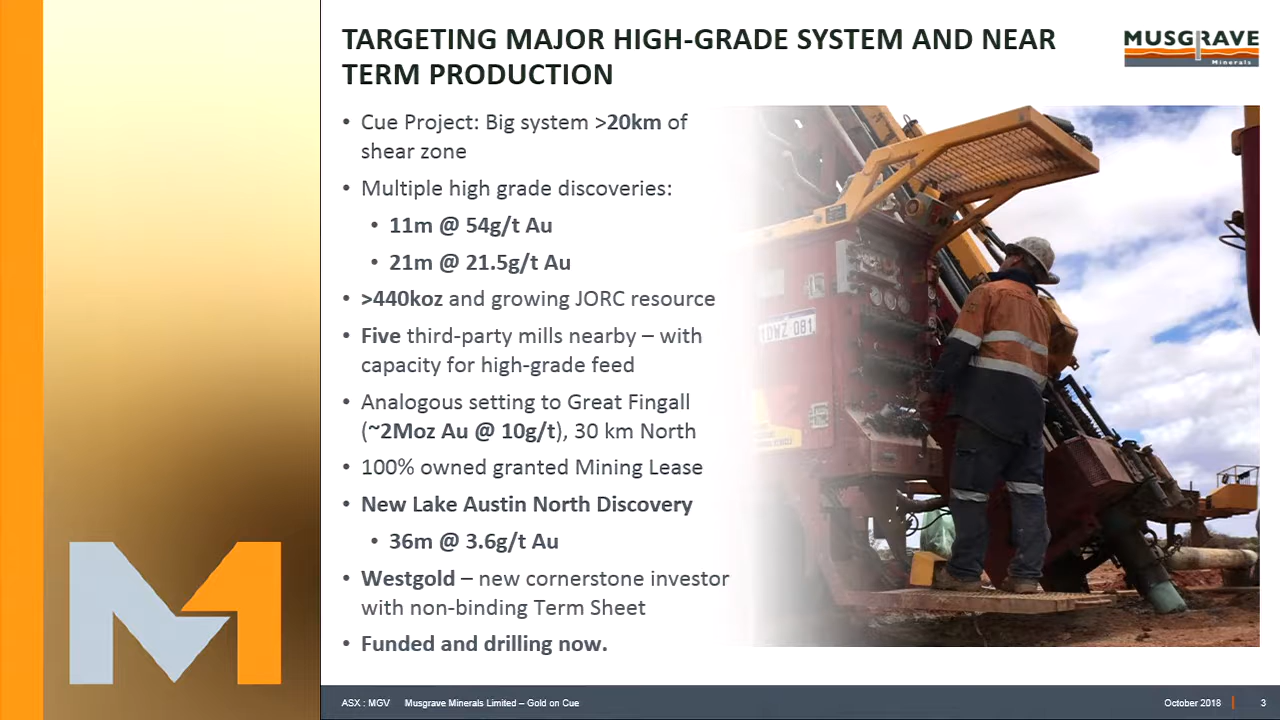 TARGETING MAJOR HIGH-GRADE SYSTEM AND NEAR
TERM PRODUCTION
MUSGRAVE
Minerals
• Cue Project: Big system >20km of
shear zone
• Multiple high grade discoveries:
• 11m @ 54g/t Au
• 21m @ 21.5g/t Au
• >440koz and growing JORC resource
• Five third-party mills nearby – with
capacity for high-grade feed
• Analogous setting to Great Fingall
(~2Moz Au @ 10g/t), 30 km North
• 100% owned granted Mining Lease
• New Lake Austin North Discovery
• 36m @ 3.6g/t Au
• Westgold – new cornerstone investor
with non-binding Term Sheet
• Funded and drilling now.
1DWZ 081
M1
ASX : MGV Musgrave Minerals Limited – Gold on Cue
October 2018 3